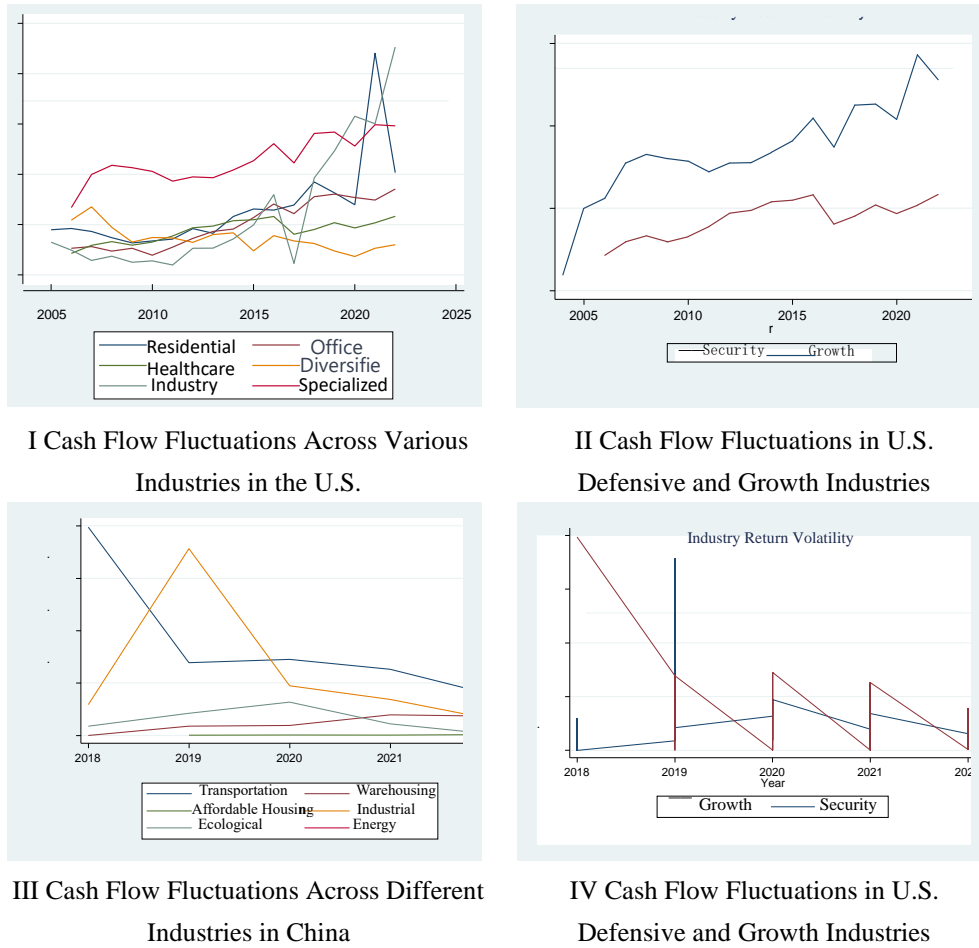 2005 2010 2015 2020 2025
Residential Office
Healthcare Diversifie
Industry Specialized
I Cash Flow Fluctuations Across Various
Industries in the U.S.
2005 2010 2015 2020
r
Security Growth
II Cash Flow Fluctuations in U.S.
Defensive and Growth Industries
2018 2019 2020 2021
Transportation Warehousing
Affordable Housing Industrial
Ecological Energy
III Cash Flow Fluctuations Across Different
Industries in China
Industry Return Volatility
2018 2019 2020 2021 202
Year
Growth Security
IV Cash Flow Fluctuations in U.S.
Defensive and Growth Industries